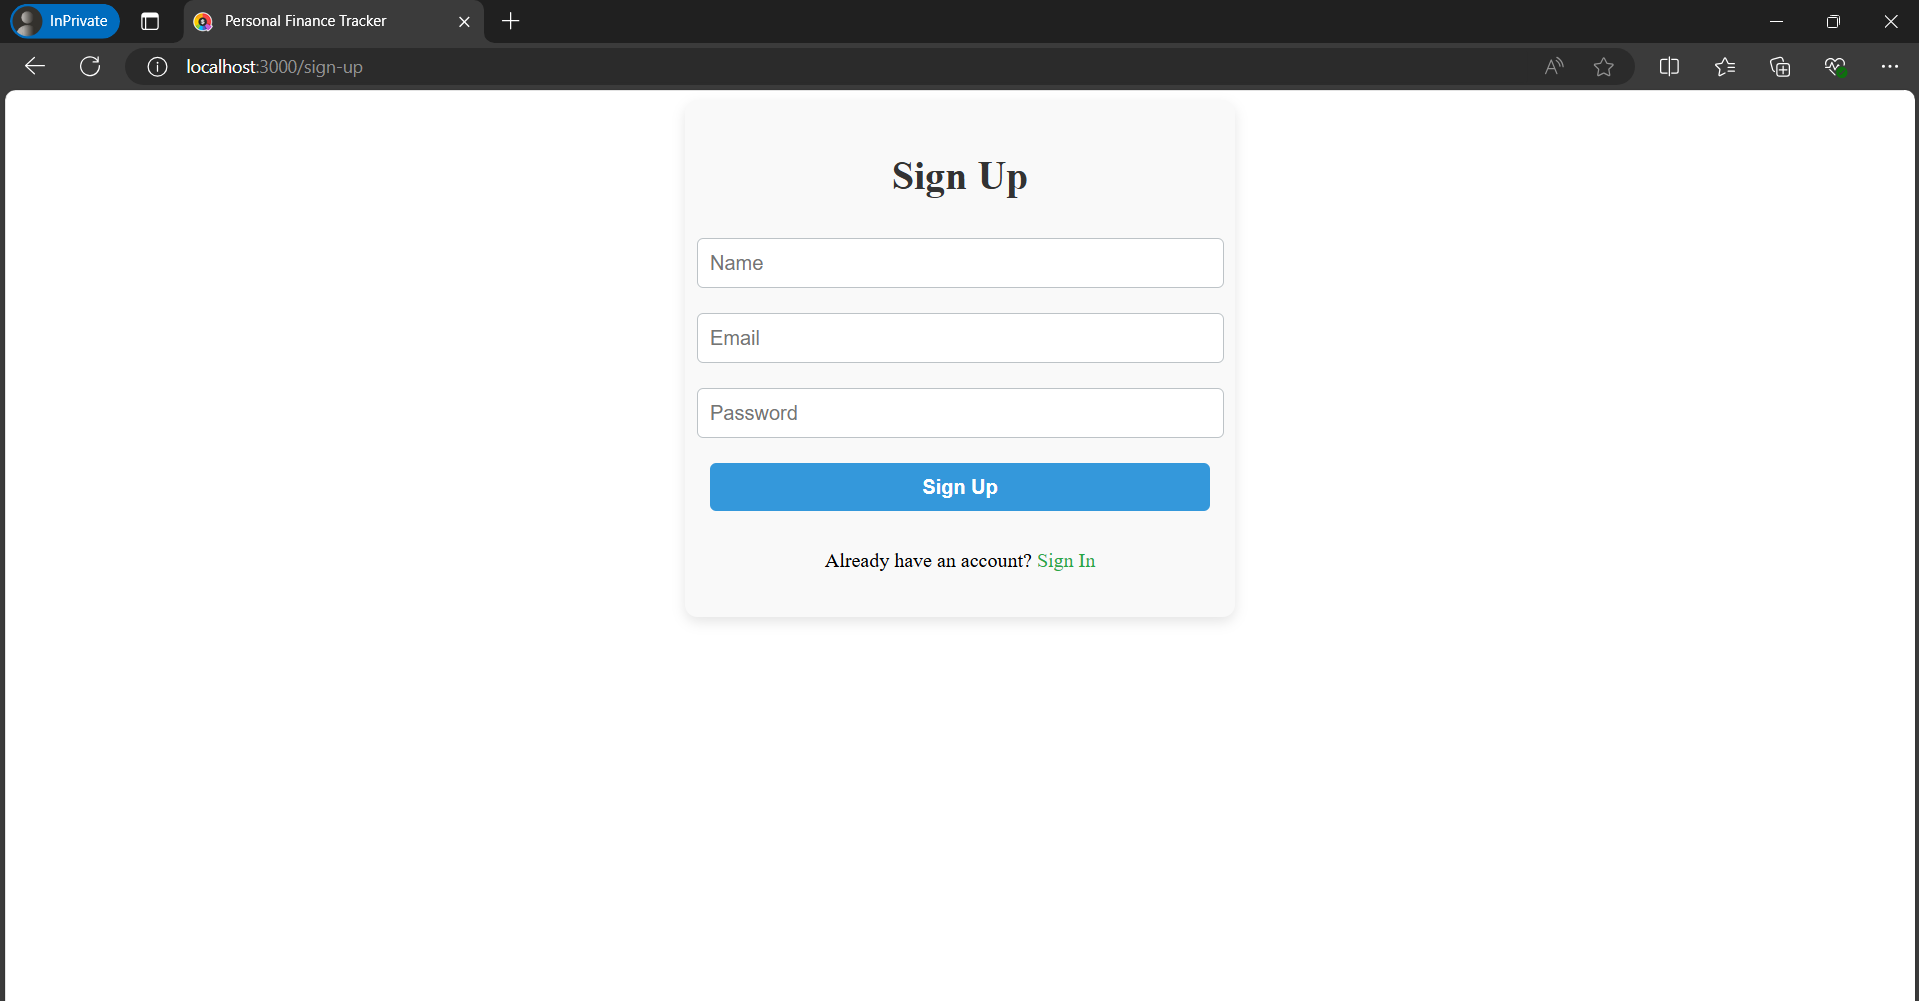 InPrivate
Personal Finance Tracker
localhost:3000/sign-up
Sign Up
Name
Email
Password
Sign Up
Already have an account? Sign In